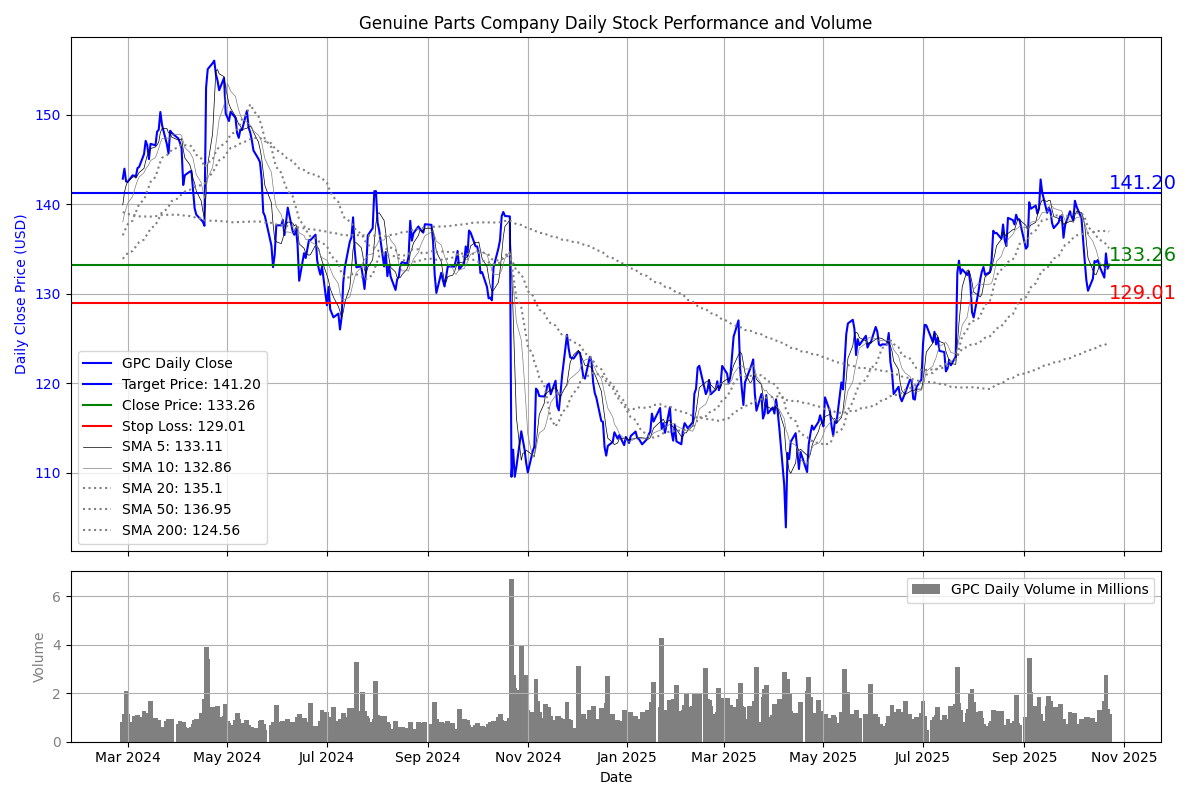 Genuine Parts Company Daily Stock Performance and Volume
Daily Close Price (USD)
150
140
130
120
110
141.20
133.26
129.01
GPC Daily Close
Target Price: 141.20
Close Price: 133.26
Stop Loss: 129.01
SMA 5: 133.11
SMA 10: 132.86
SMA 20: 135.1
SMA 50: 136.95
SMA 200: 124.56
Volume
6
4
2
0
GPC Daily Volume in Millions
Mar 2024 May 2024 Jul 2024 Sep 2024 Nov 2024 Jan 2025 Mar 2025 May 2025 Jul 2025 Sep 2025 Nov 2025
Date